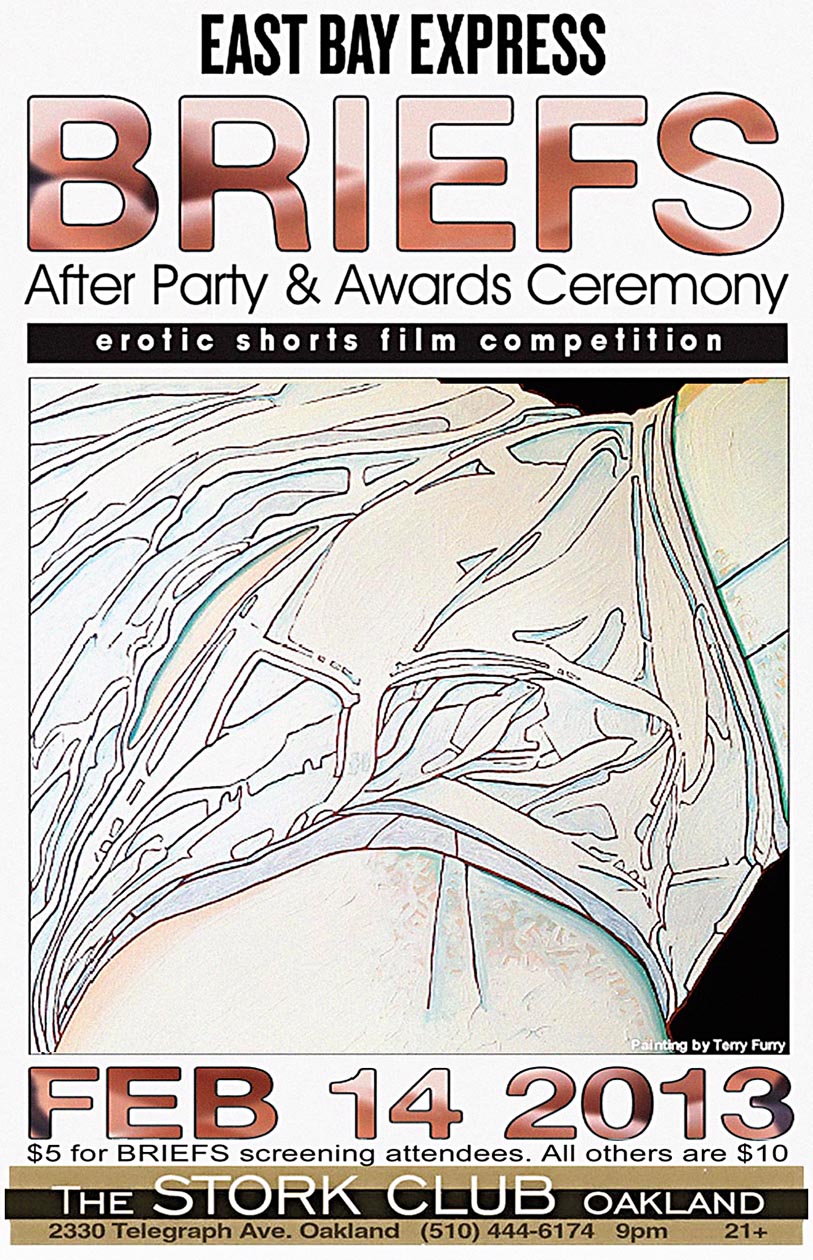 EAST BAY EXPRESS
BRIEFS
After Party & Awards Ceremony
erotic shorts film competition
Painting by Terry Furry
FEB 14 2013
$5 for BRIEFS screening attendees. All others are $10
THE STORK CLUB OAKLAND
2330 Telegraph Ave. Oakland (510) 444-6174 9pm 21+